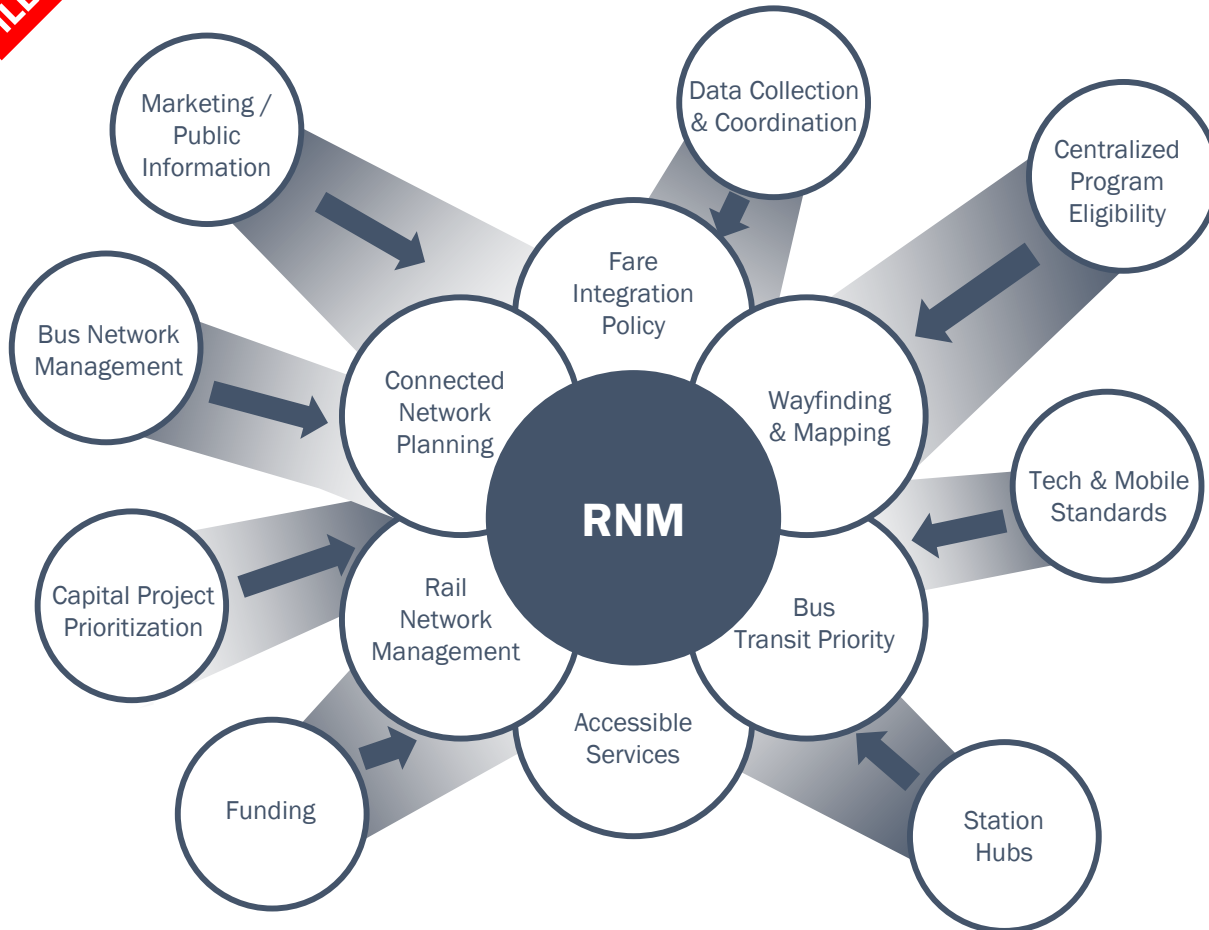 Marketing /
Public
Information
Data Collection
& Coordination
Centralized
Program
Eligibility
Fare
Integration
Policy
Bus Network
Management
Connected
Network
Planning
Wayfinding
& Mapping
Tech & Mobile
Standards
RNM
Capital Project
Prioritization
Rail
Network
Management
Bus
Transit Priority
Accessible
Services
Funding
Station
Hubs